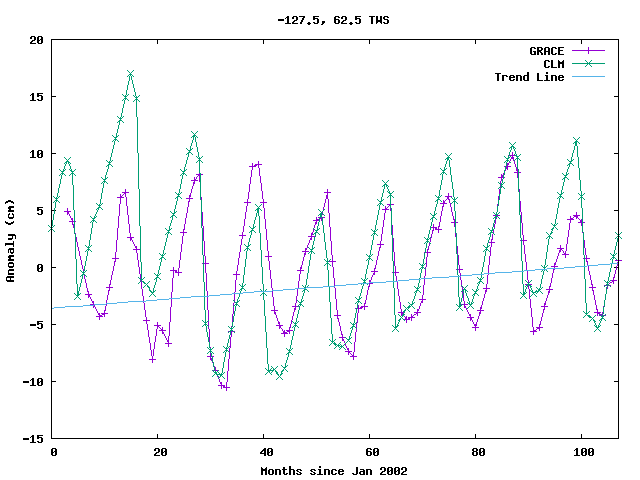 -127.5, 62.5 TWS
GRACE
CLM
Trend Line
20
15
10
5
0
-5
-10
-15
Anomaly (cm)
0 20 40 60 80 100
Months since Jan 2002